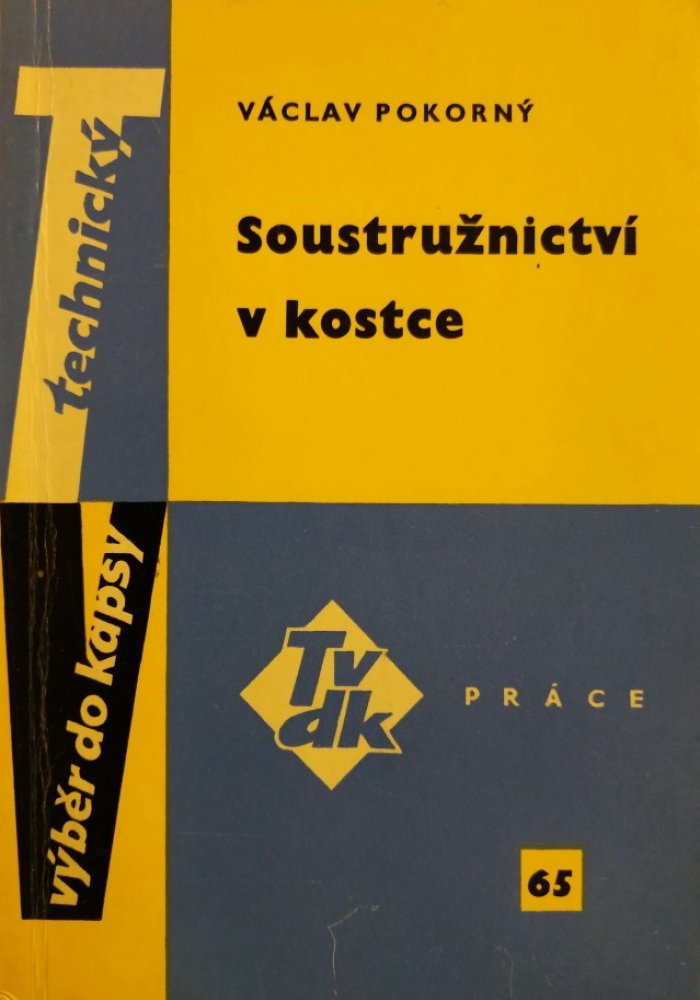 VÁCLAV POKORNÝ
Soustružnictví
v kostce
technický
výběr do kapsy
Tv
dk
PRÁCE
65